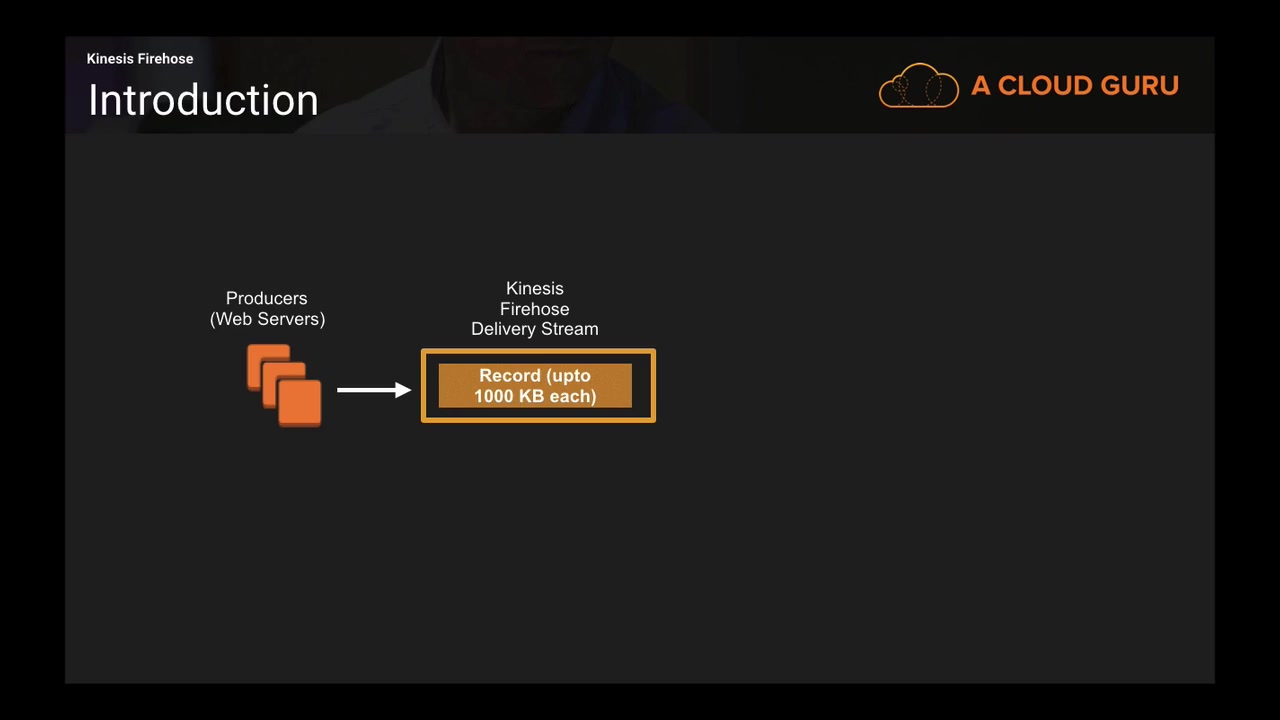 Kinesis Firehose
Introduction
A CLOUD GURU
Producers
(Web Servers)
Kinesis
Firehose
Delivery Stream
Record (upto
1000 KB each)